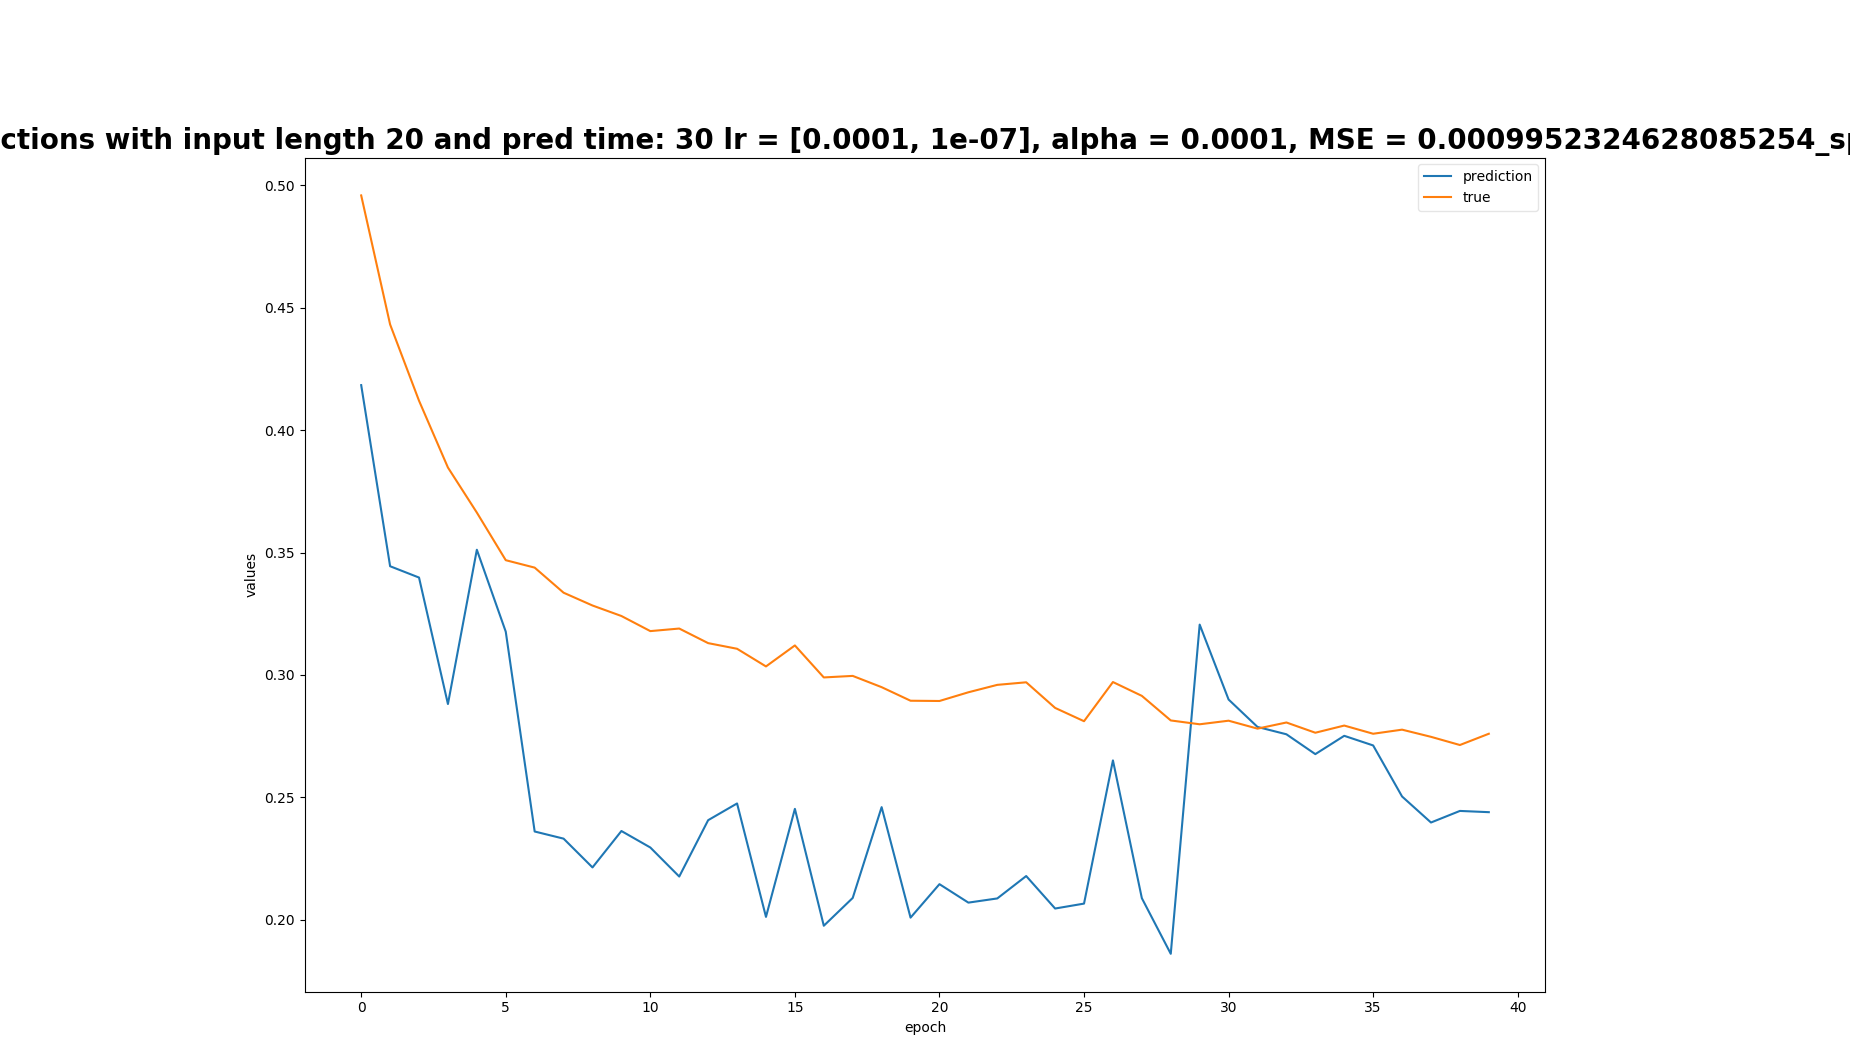 ctions with input length 20 and pred time: 30 lr = [0.0001, 1e-07], alpha = 0.0001, MSE = 0.0009952324628085254_sp
prediction
true
0.50
0.45
0.40
0.35
0.30
0.25
0.20
values
0 5 10 15 20 25 30 35 40
epoch